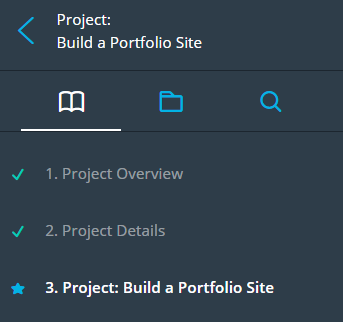 Project:
Build a Portfolio Site
1. Project Overview
2. Project Details
3. Project: Build a Portfolio Site